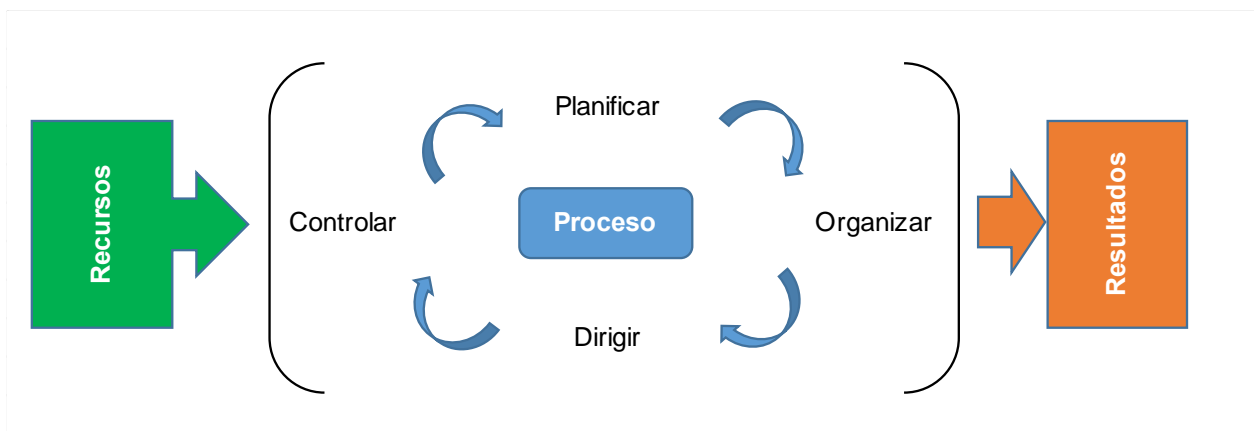 Planificar
Recursos
Controlar
Proceso
Organizar
Resultados
Dirigir